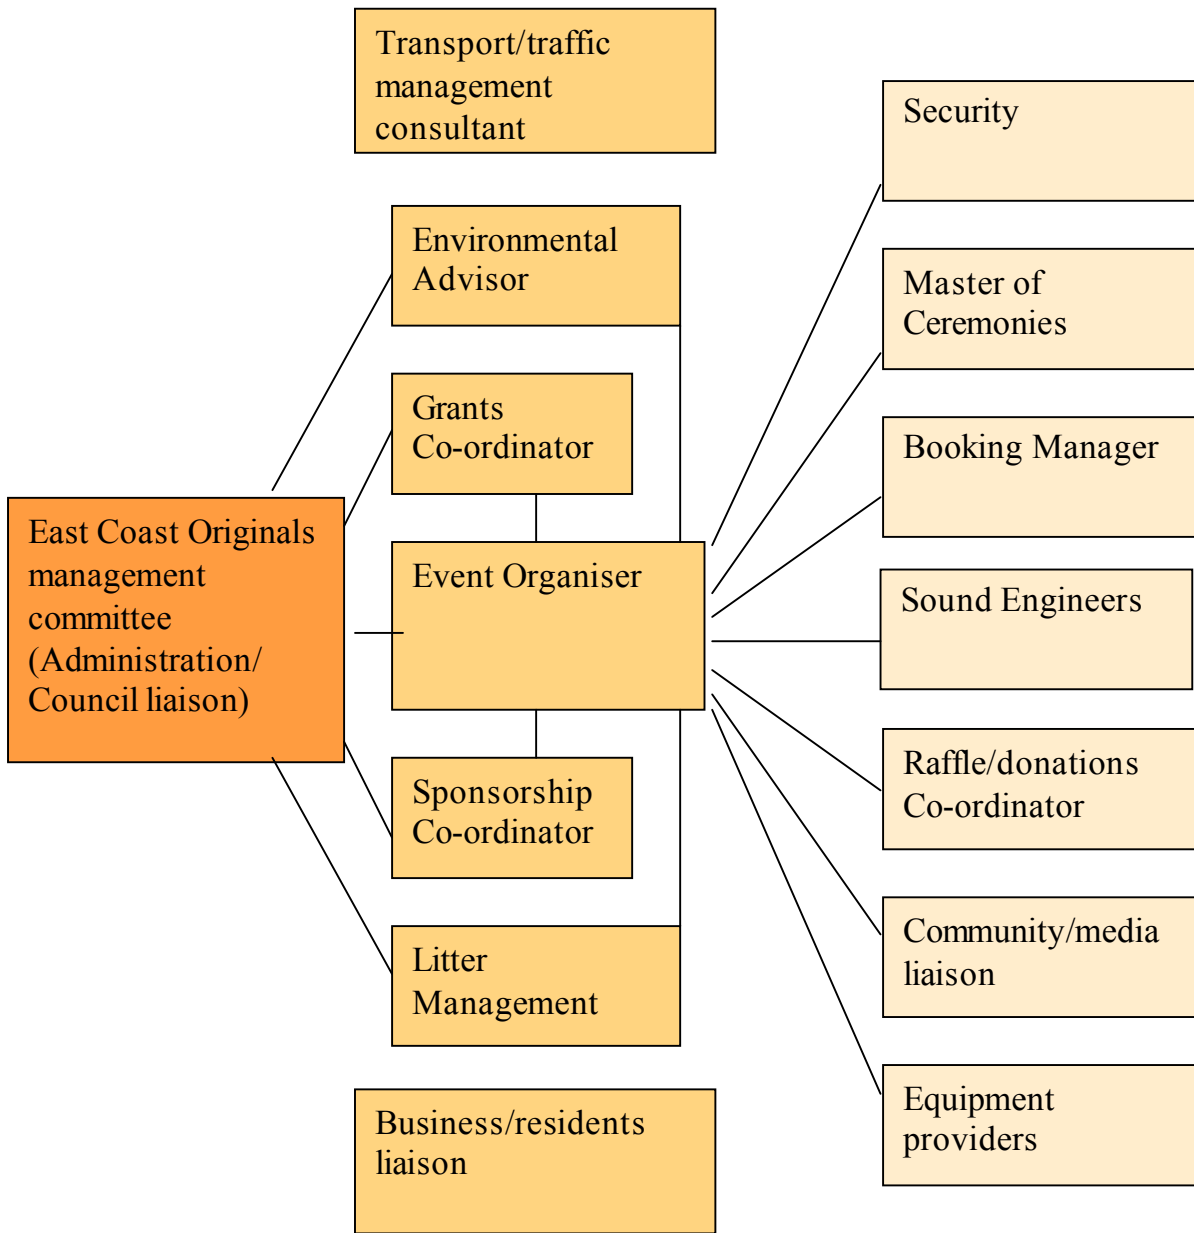 Transport/traffic
management
consultant
Security
Environmental
Advisor
Master of
Ceremonies
Grants
Co-ordinator
Booking Manager
East Coast Originals
management
committee
(Administration/
Council liaison)
Event Organiser
Sound Engineers
Sponsorship
Co-ordinator
Raffle/donations
Co-ordinator
Litter
Management
Community/media
liaison
Business/residents
liaison
Equipment
providers